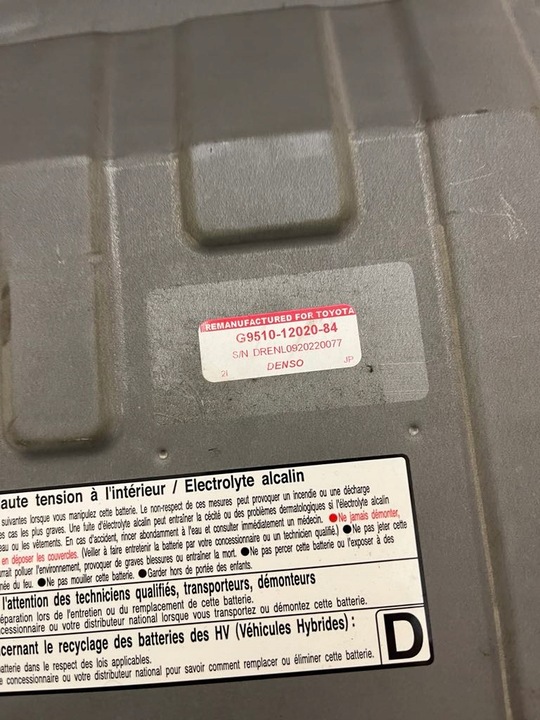 REMANUFACTURED FOR TOYOTA
G9510-12020-84
S/N DRENL0920220077
2I DENSO JP
aute tension à l'intérieur / Electrolyte alcalin
suivantes lorsque vous manipulez cette batterie. Le non-respect de ces mesures peut provoquer un incendie ou une décharge
es cas les plus graves. Une fuite d'électrolyte alcalin peut entraîner la cécité ou des problèmes dermatologiques si l'électrolyte alcalin
eau ou les vêtements. En cas d'accident, rincer abondamment à l'eau et consulter immédiatement un médecin. ●Ne jamais démonter,
en déposer les couvercles. (Veiller à faire entretenir la batterie par votre concessionnaire ou un technicien qualifié.) ●Ne pas jeter cette
rrait polluer l'environnement, provoquer de graves blessures ou entraîner la mort. ●Ne pas percer cette batterie ou l'exposer à des
née du feu. ●Ne pas mouiller cette batterie. ●Garder hors de portée des enfants.
l'attention des techniciens qualifiés, transporteurs, démonteurs
éparation lors de l'entretien ou du remplacement de cette batterie.
cessionnaire ou votre distributeur national lorsque vous transportez ou démontez cette batterie.
cernant le recyclage des batteries des HV (Véhicules Hybrides) :
atterie dans le respect des lois applicables.
e concessionnaire ou votre distributeur national pour savoir comment remplacer ou éliminer cette batterie.
D